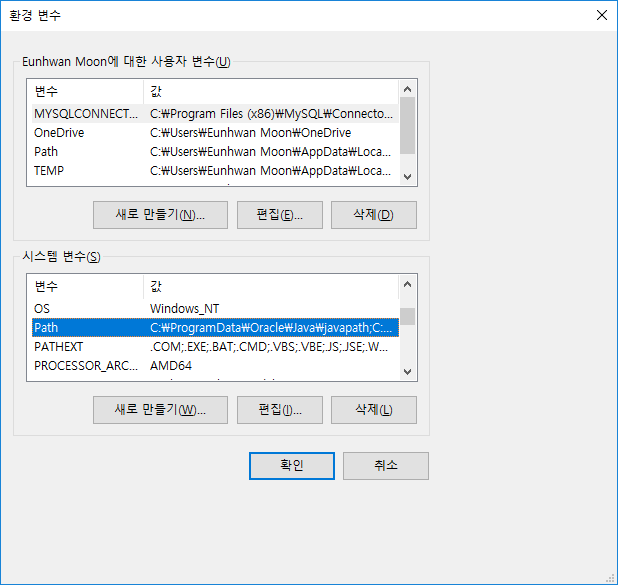 환경 변수
Eunhwan Moon에 대한 사용자 변수(U)
변수 값
MYSQLCONNECT... C:₩Program Files (x86)₩MySQL₩Connecto...
OneDrive C:₩Users₩Eunhwan Moon₩OneDrive
Path C:₩Users₩Eunhwan Moon₩AppData₩Loca...
TEMP C:₩Users₩Eunhwan Moon₩AppData₩Loca...
새로 만들기(N)... 편집(E)... 삭제(D)
시스템 변수(S)
변수 값
OS Windows_NT
Path C:₩ProgramData₩Oracle₩Java₩javapath;C:...
PATHEXT .COM;.EXE;.BAT;.CMD;.VBS;.VBE;.JS;.JSE;.W...
PROCESSOR_ARC... AMD64
새로 만들기(W)... 편집(I)... 삭제(L)
확인 취소